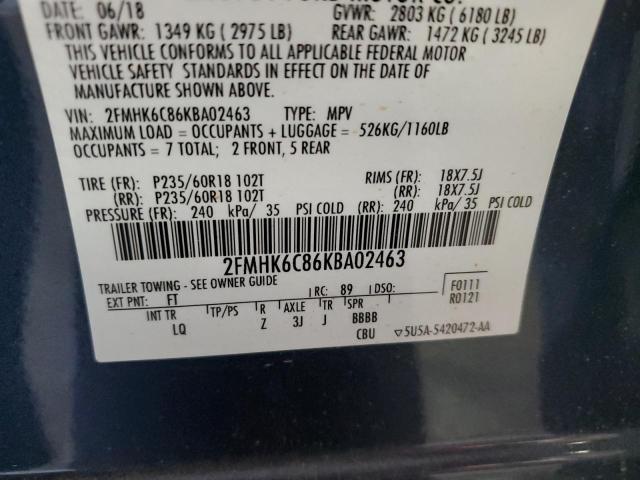 DATE: 06/18 GVWR: 2803 KG ( 6180 LB)
FRONT GAWR: 1349 KG ( 2975 LB) REAR GAWR: 1472 KG ( 3245 LB)
THIS VEHICLE CONFORMS TO ALL APPLICABLE FEDERAL MOTOR
VEHICLE SAFETY STANDARDS IN EFFECT ON THE DATE OF
MANUFACTURE SHOWN ABOVE.
VIN: 2FMHK6C86KBA02463 TYPE: MPV
MAXIMUM LOAD = OCCUPANTS + LUGGAGE = 526KG/1160LB
OCCUPANTS = 7 TOTAL; 2 FRONT, 5 REAR
TIRE (FR): P235/60R18 102T RIMS (FR): 18X7.5J
(RR): P235/60R18 102T (RR): 18X7.5J
PRESSURE (FR): 240 kPa/ 35 PSI COLD (RR): 240 kPa/ 35 PSI COLD
2FMHK6C86KBA02463
TRAILER TOWING - SEE OWNER GUIDE
EXT PNT: FT RC: 89 DSO: F0111
R0121
INT TR TP/PS R AXLE TR SPR
LQ Z 3J J BBBB
CBU 5U5A-5420472-AA